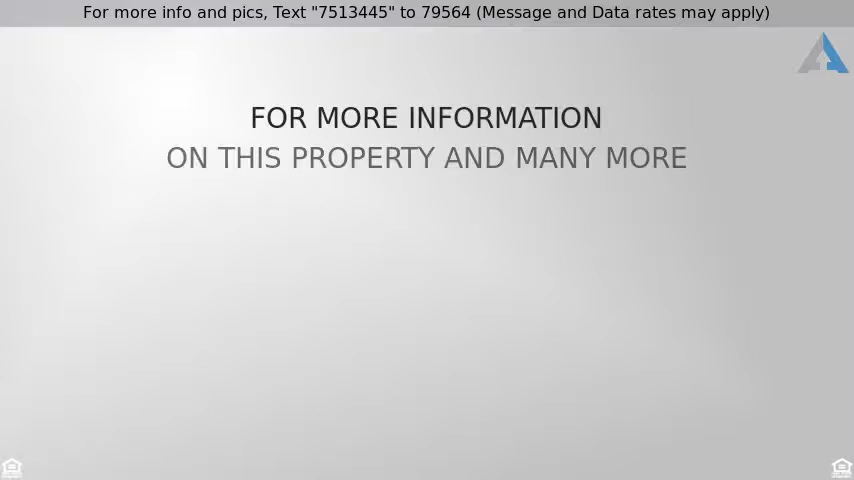 For more info and pics, Text "7513445" to 79564 (Message and Data rates may apply)
FOR MORE INFORMATION
ON THIS PROPERTY AND MANY MORE